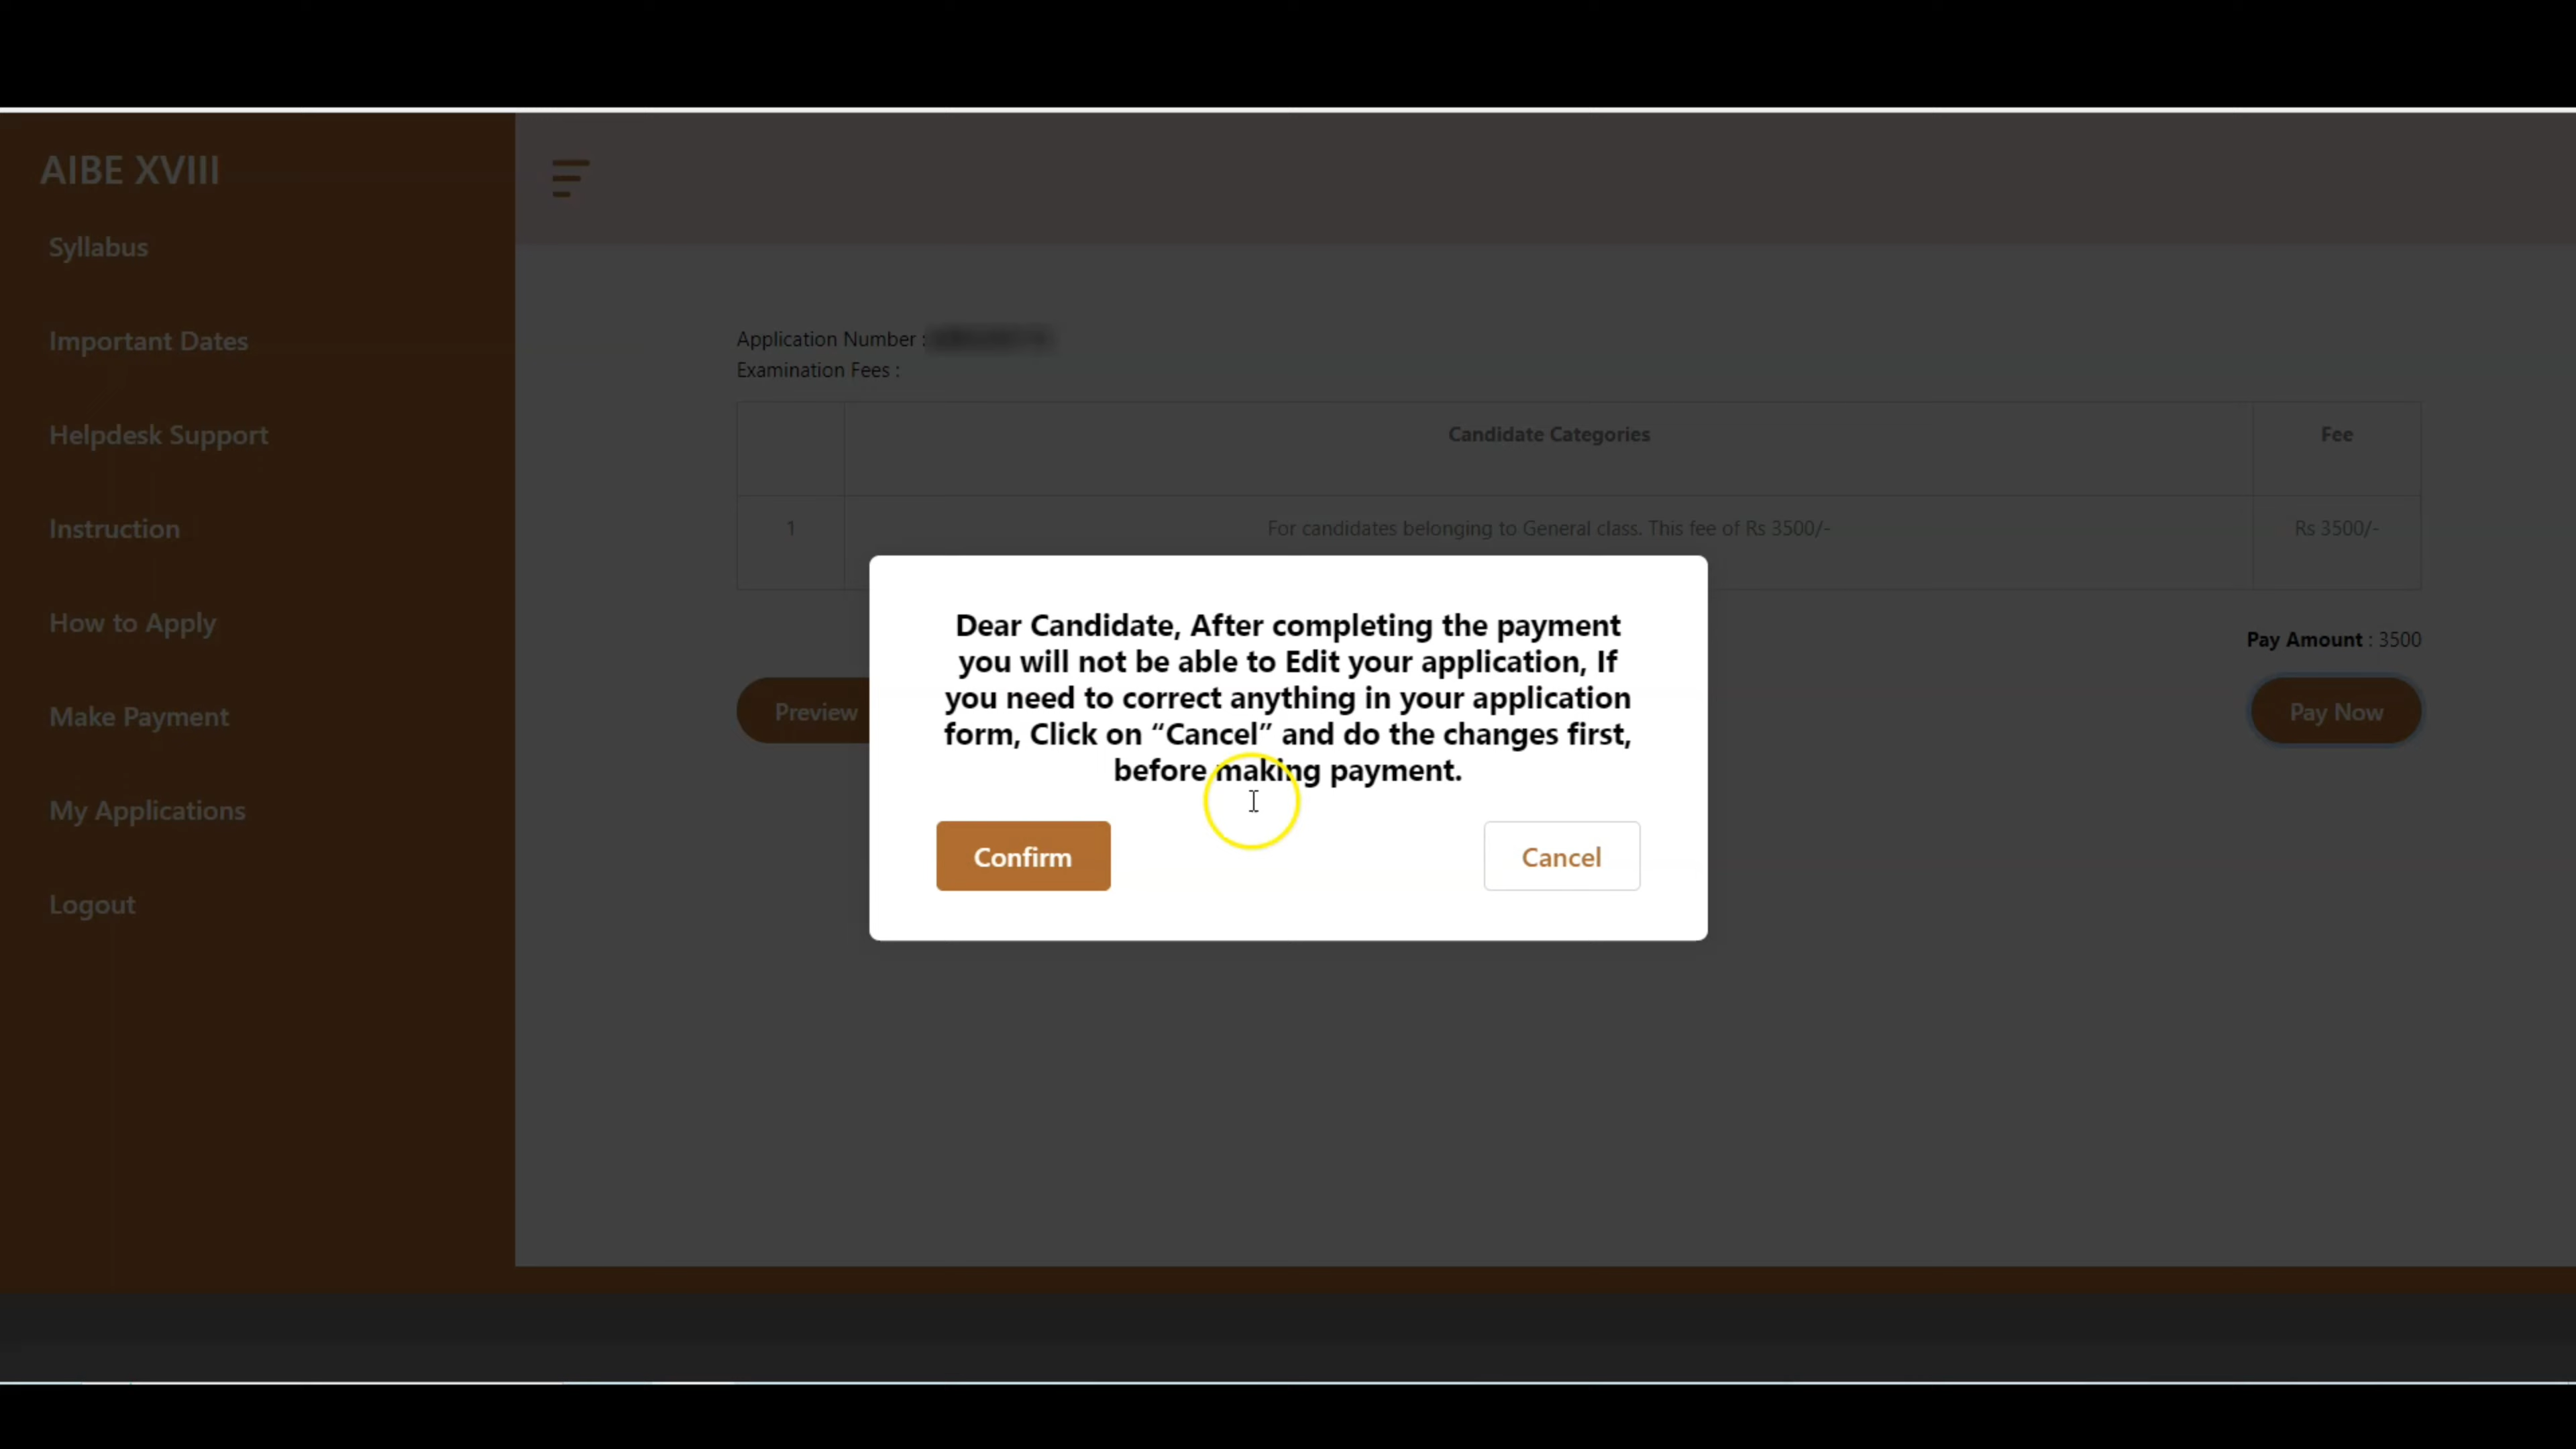 AIBE XVIII
Syllabus
Important Dates
Helpdesk Support
Instruction
How to Apply
Make Payment
My Applications
Logout
Application Number :
Examination Fees :
Candidate Categories Fee
1 For candidates belonging to General class. This fee of Rs 3500/- Rs 3500/-
Pay Amount : 3500
Preview
Pay Now
Dear Candidate, After completing the payment
you will not be able to Edit your application, If
you need to correct anything in your application
form, Click on “Cancel” and do the changes first,
before making payment.
Confirm Cancel